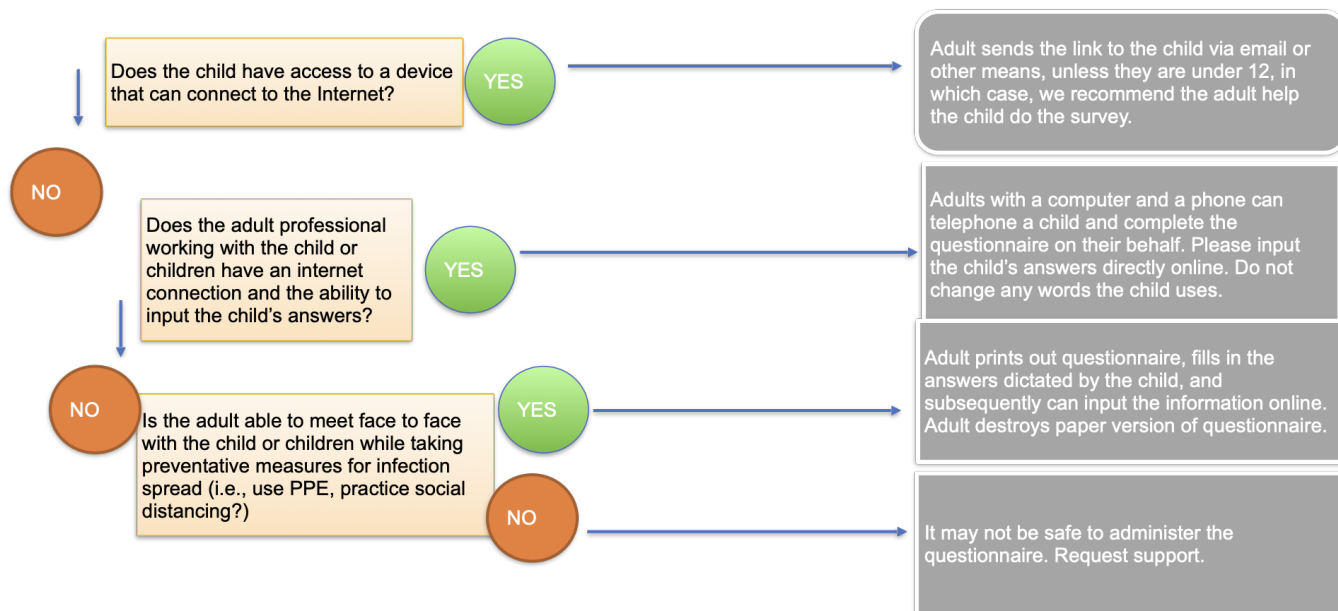 Does the child have access to a device
that can connect to the Internet?
YES
Adult sends the link to the child via email or
other means, unless they are under 12, in
which case, we recommend the adult help
the child do the survey.
NO
Does the adult professional
working with the child or
children have an internet
connection and the ability to
input the child’s answers?
YES
Adults with a computer and a phone can
telephone a child and complete the
questionnaire on their behalf. Please input
the child’s answers directly online. Do not
change any words the child uses.
NO
Is the adult able to meet face to face
with the child or children while taking
preventative measures for infection
spread (i.e., use PPE, practice social
distancing?)
YES
Adult prints out questionnaire, fills in the
answers dictated by the child, and
subsequently can input the information online.
Adult destroys paper version of questionnaire.
NO
It may not be safe to administer the
questionnaire. Request support.